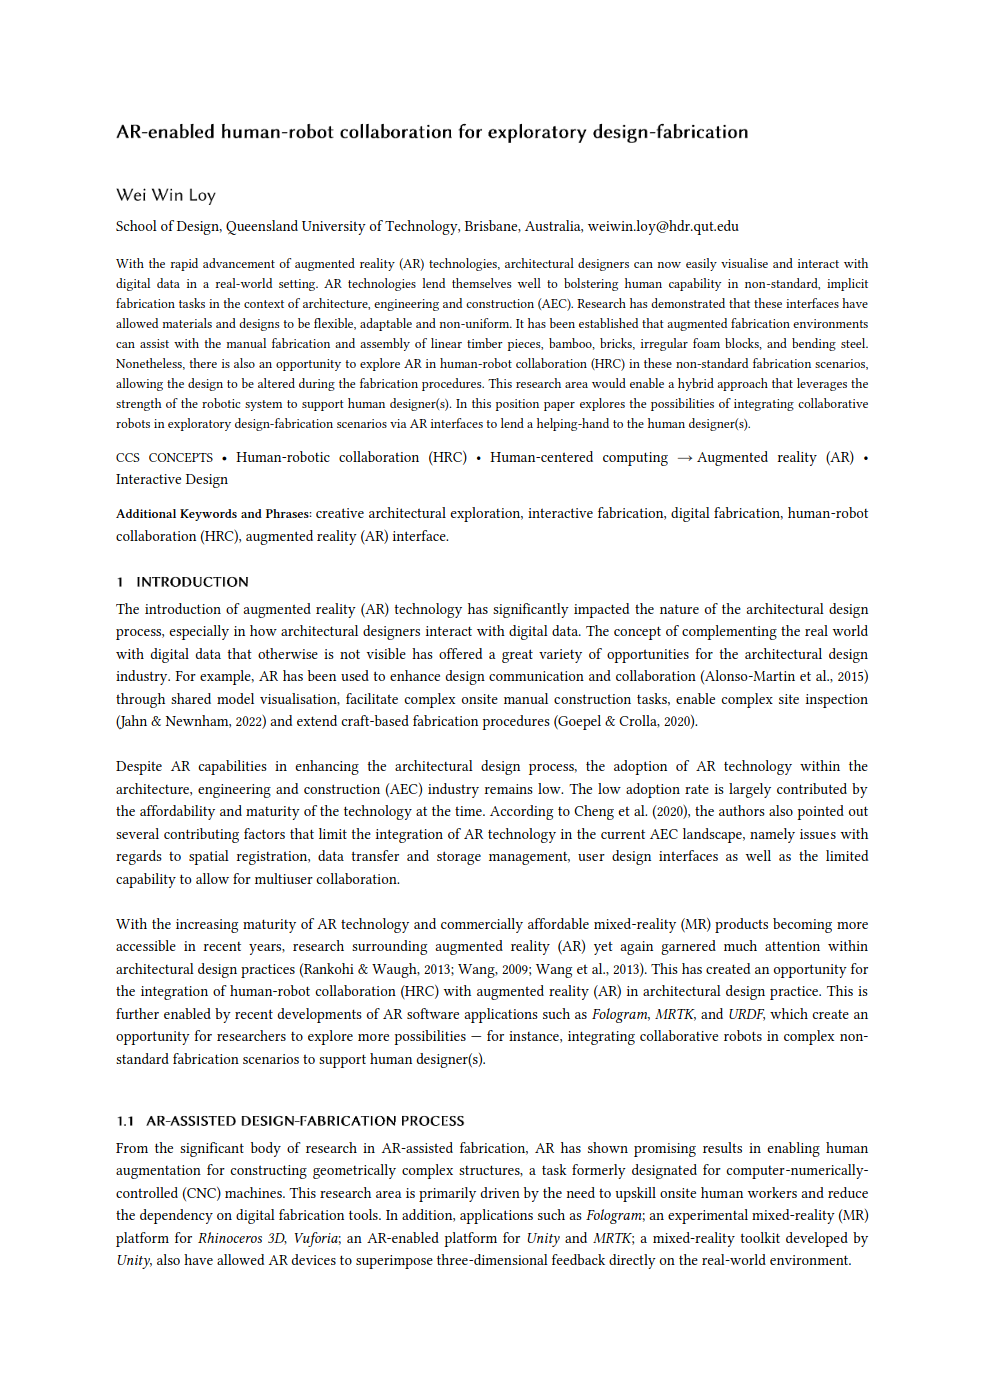 AR-enabled human-robot collaboration for exploratory design-fabrication
Wei Win Loy
School of Design, Queensland University of Technology, Brisbane, Australia, weiwin.loy@hdr.qut.edu
With the rapid advancement of augmented reality (AR) technologies, architectural designers can now easily visualise and interact with
digital data in a real-world setting. AR technologies lend themselves well to bolstering human capability in non-standard, implicit
fabrication tasks in the context of architecture, engineering and construction (AEC). Research has demonstrated that these interfaces have
allowed materials and designs to be flexible, adaptable and non-uniform. It has been established that augmented fabrication environments
can assist with the manual fabrication and assembly of linear timber pieces, bamboo, bricks, irregular foam blocks, and bending steel.
Nonetheless, there is also an opportunity to explore AR in human-robot collaboration (HRC) in these non-standard fabrication scenarios,
allowing the design to be altered during the fabrication procedures. This research area would enable a hybrid approach that leverages the
strength of the robotic system to support human designer(s). In this position paper explores the possibilities of integrating collaborative
robots in exploratory design-fabrication scenarios via AR interfaces to lend a helping-hand to the human designer(s).
CCS CONCEPTS • Human-robotic collaboration (HRC) • Human-centered computing → Augmented reality (AR) •
Interactive Design
Additional Keywords and Phrases: creative architectural exploration, interactive fabrication, digital fabrication, human-robot
collaboration (HRC), augmented reality (AR) interface.
1 INTRODUCTION
The introduction of augmented reality (AR) technology has significantly impacted the nature of the architectural design
process, especially in how architectural designers interact with digital data. The concept of complementing the real world
with digital data that otherwise is not visible has offered a great variety of opportunities for the architectural design
industry. For example, AR has been used to enhance design communication and collaboration (Alonso-Martin et al., 2015)
through shared model visualisation, facilitate complex onsite manual construction tasks, enable complex site inspection
(Jahn & Newnham, 2022) and extend craft-based fabrication procedures (Goepel & Crolla, 2020).
Despite AR capabilities in enhancing the architectural design process, the adoption of AR technology within the
architecture, engineering and construction (AEC) industry remains low. The low adoption rate is largely contributed by
the affordability and maturity of the technology at the time. According to Cheng et al. (2020), the authors also pointed out
several contributing factors that limit the integration of AR technology in the current AEC landscape, namely issues with
regards to spatial registration, data transfer and storage management, user design interfaces as well as the limited
capability to allow for multiuser collaboration.
With the increasing maturity of AR technology and commercially affordable mixed-reality (MR) products becoming more
accessible in recent years, research surrounding augmented reality (AR) yet again garnered much attention within
architectural design practices (Rankohi & Waugh, 2013; Wang, 2009; Wang et al., 2013). This has created an opportunity for
the integration of human-robot collaboration (HRC) with augmented reality (AR) in architectural design practice. This is
further enabled by recent developments of AR software applications such as Fologram, MRTK, and URDF, which create an
opportunity for researchers to explore more possibilities — for instance, integrating collaborative robots in complex non-
standard fabrication scenarios to support human designer(s).
1.1 AR-ASSISTED DESIGN-FABRICATION PROCESS
From the significant body of research in AR-assisted fabrication, AR has shown promising results in enabling human
augmentation for constructing geometrically complex structures, a task formerly designated for computer-numerically-
controlled (CNC) machines. This research area is primarily driven by the need to upskill onsite human workers and reduce
the dependency on digital fabrication tools. In addition, applications such as Fologram; an experimental mixed-reality (MR)
platform for Rhinoceros 3D, Vuforia; an AR-enabled platform for Unity and MRTK; a mixed-reality toolkit developed by
Unity, also have allowed AR devices to superimpose three-dimensional feedback directly on the real-world environment.